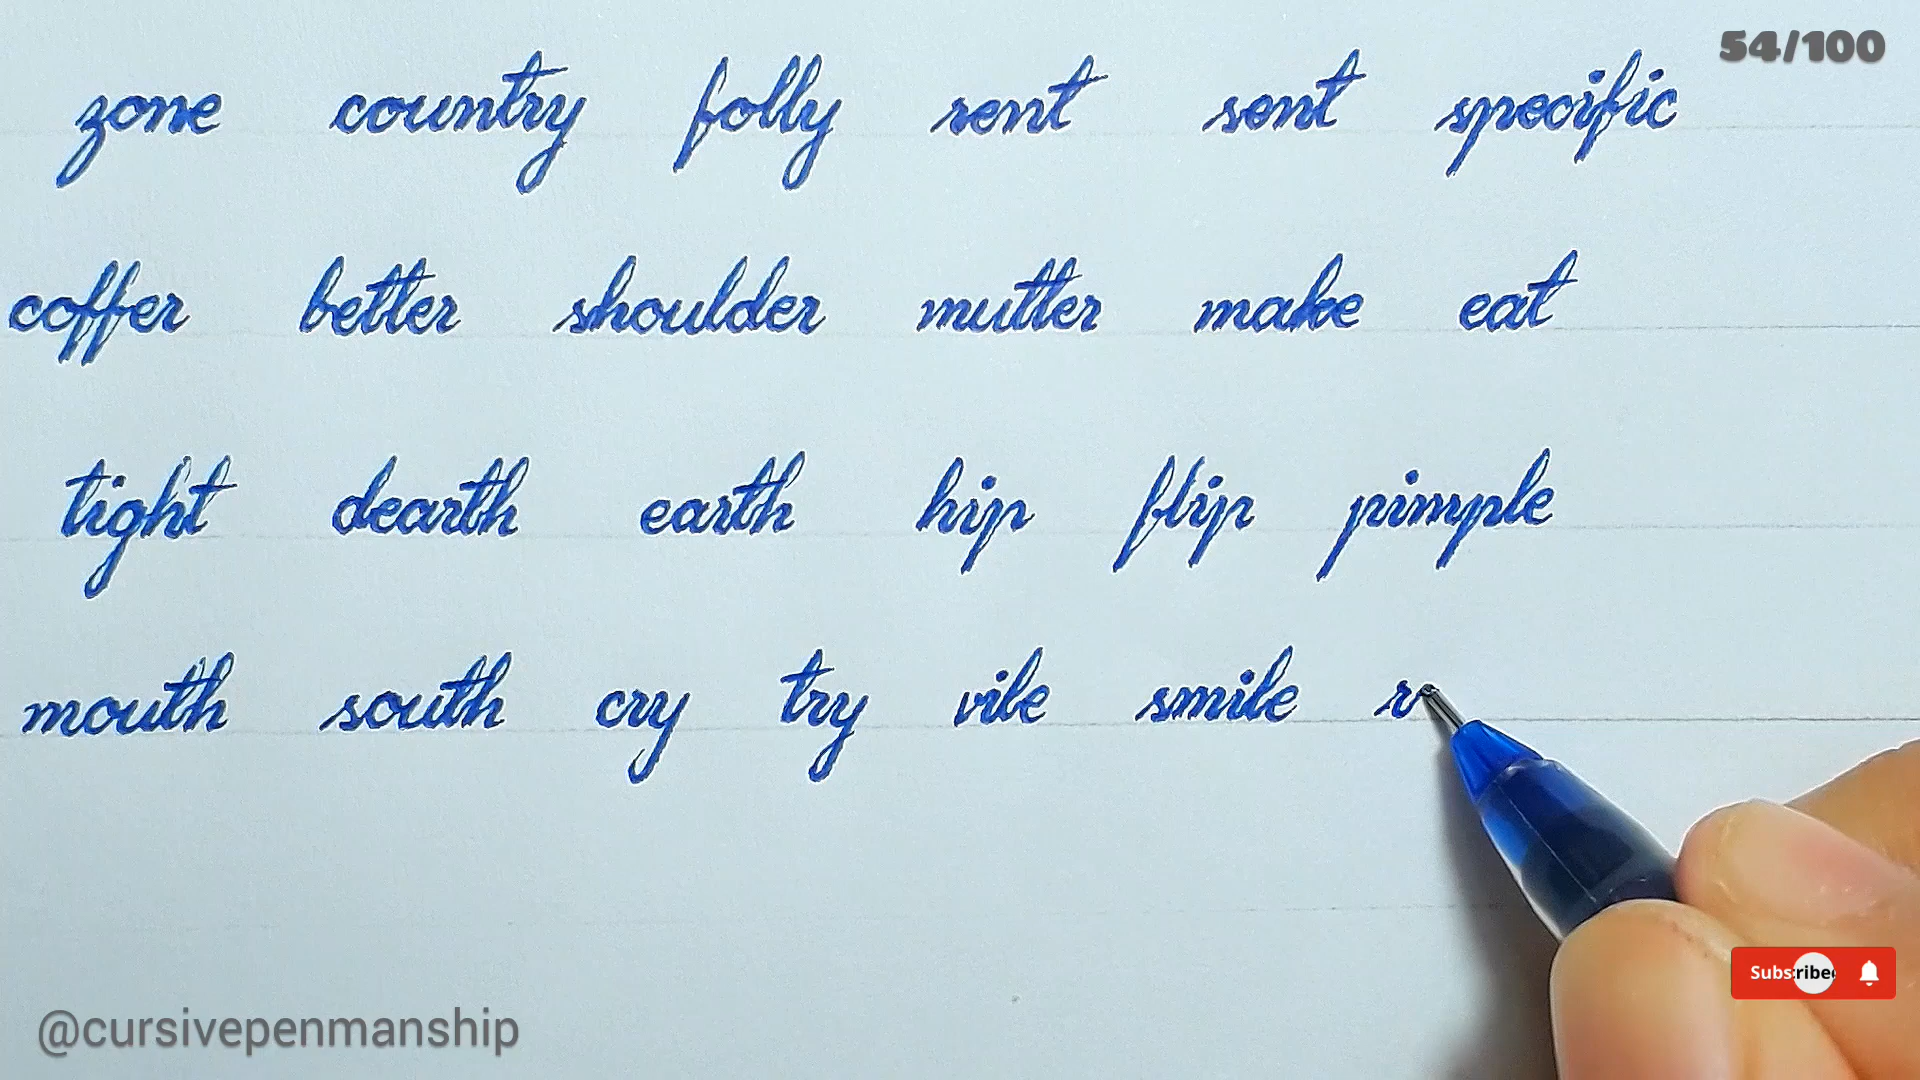 54/100
zone country folly rent sent specific
coffer better shoulder mutter make eat
tight dearth earth hip flip pimple
mouth south cry try vile smile r
Subscribe
@cursivepenmanship